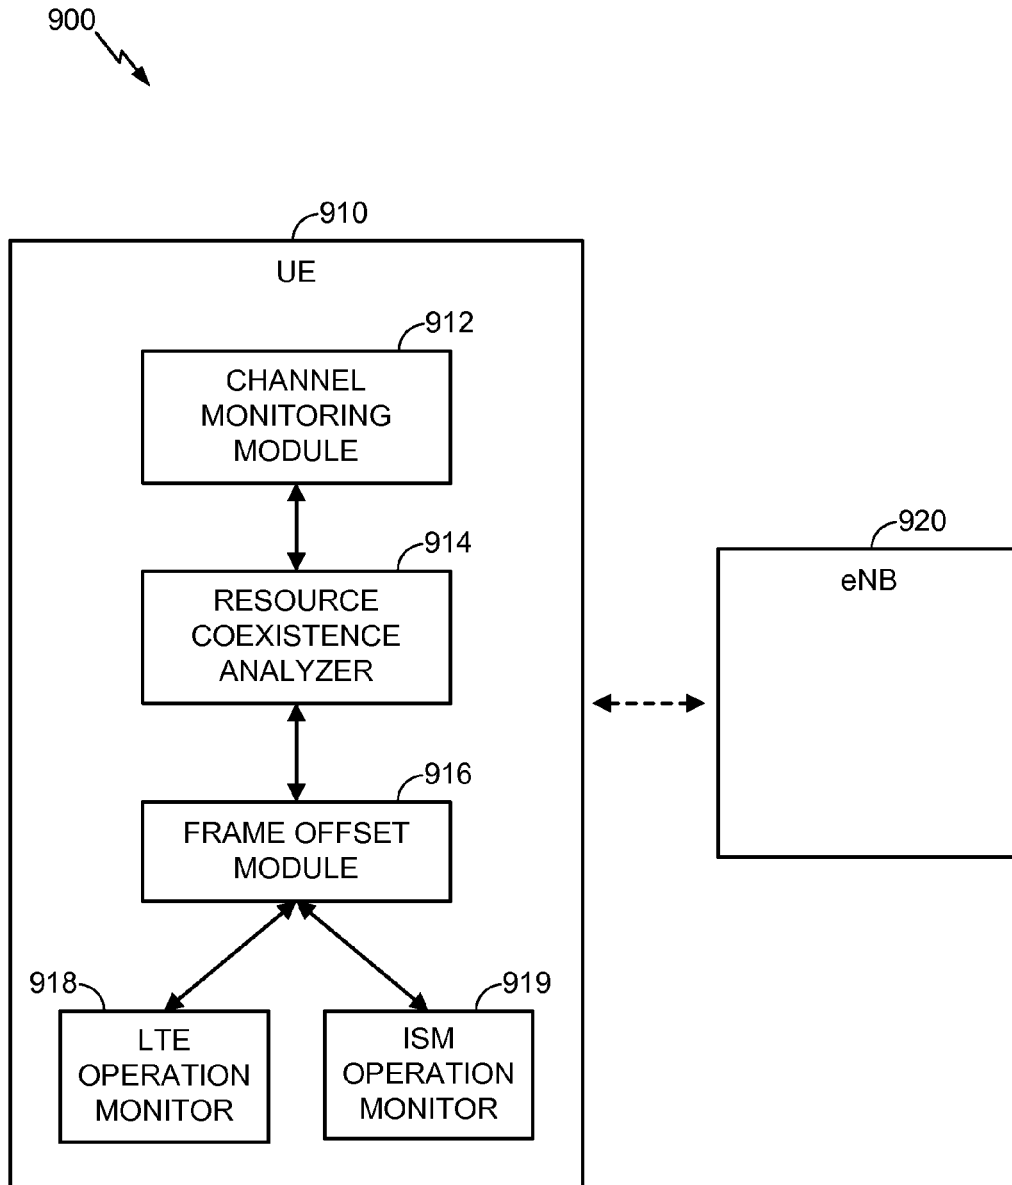 900
910
UE
912
CHANNEL
MONITORING
MODULE
914
RESOURCE
COEXISTENCE
ANALYZER
916
FRAME OFFSET
MODULE
918
LTE
OPERATION
MONITOR
919
ISM
OPERATION
MONITOR
920
eNB